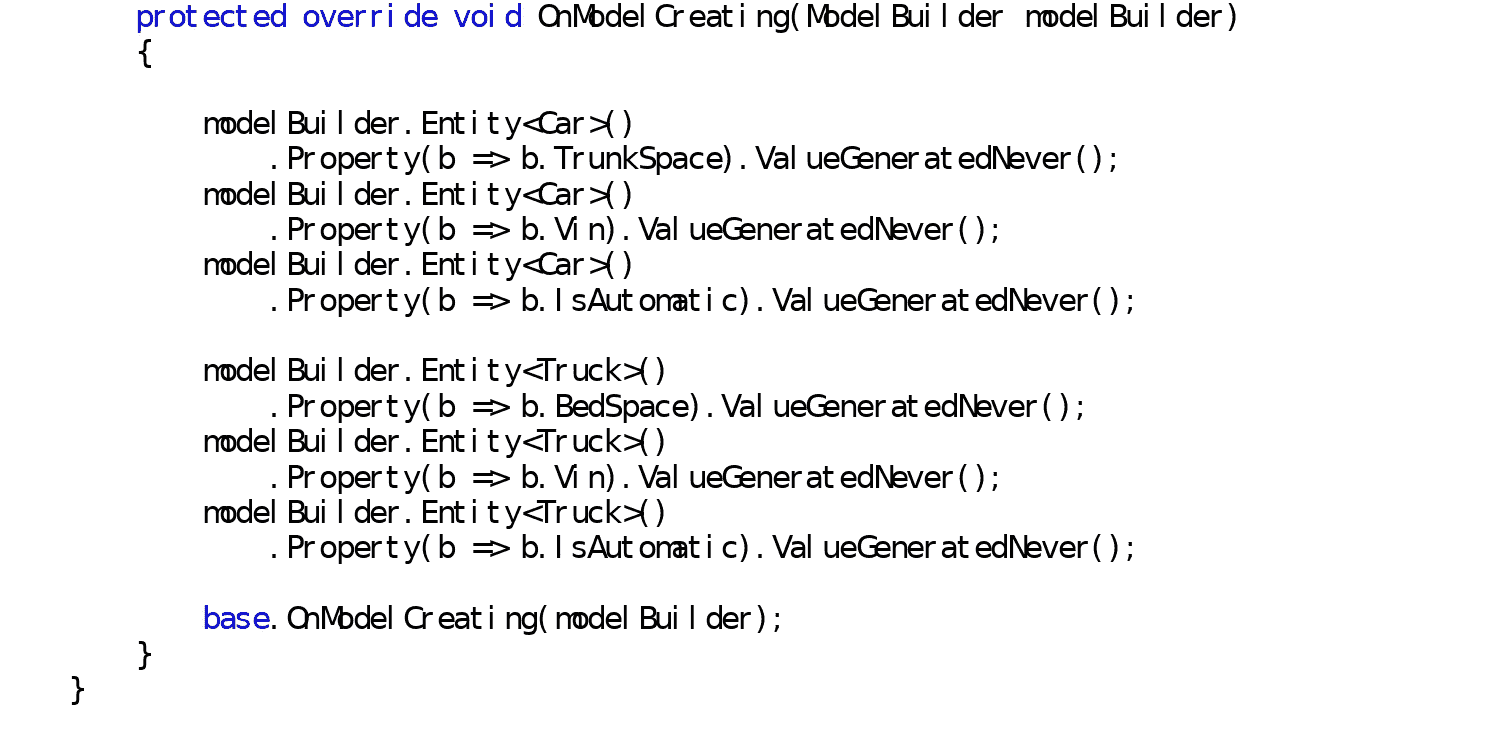 protected override void OnModelCreating(ModelBuilder modelBuilder)
{
modelBuilder.Entity<Car>()
.Property(b => b.TrunkSpace).ValueGeneratedNever();
modelBuilder.Entity<Car>()
.Property(b => b.Vin).ValueGeneratedNever();
modelBuilder.Entity<Car>()
.Property(b => b.IsAutomatic).ValueGeneratedNever();
modelBuilder.Entity<Truck>()
.Property(b => b.BedSpace).ValueGeneratedNever();
modelBuilder.Entity<Truck>()
.Property(b => b.Vin).ValueGeneratedNever();
modelBuilder.Entity<Truck>()
.Property(b => b.IsAutomatic).ValueGeneratedNever();
base.OnModelCreating(modelBuilder);
}
}